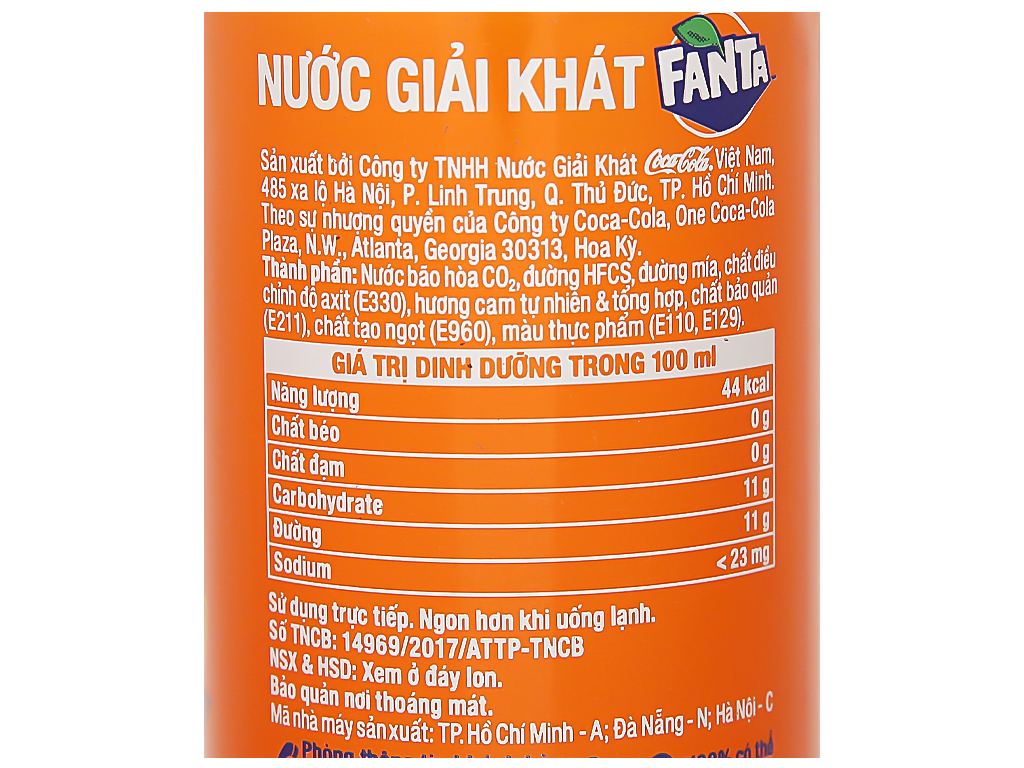 NƯỚC GIẢI KHÁT FANTA
Sản xuất bởi Công ty TNHH Nước Giải Khát Coca-Cola Việt Nam,
485 xa lộ Hà Nội, P. Linh Trung, Q. Thủ Đức, TP. Hồ Chí Minh.
Theo sự nhượng quyền của Công ty Coca-Cola, One Coca-Cola
Plaza, N.W., Atlanta, Georgia 30313, Hoa Kỳ.
Thành phần: Nước bão hòa CO₂, đường HFCS, đường mía, chất điều
chỉnh độ axit (E330), hương cam tự nhiên & tổng hợp, chất bảo quản
(E211), chất tạo ngọt (E960), màu thực phẩm (E110, E129).
GIÁ TRỊ DINH DƯỠNG TRONG 100 ml
Năng lượng 44 kcal
Chất béo 0 g
Chất đạm 0 g
Carbohydrate 11 g
Đường 11 g
Sodium < 23 mg
Sử dụng trực tiếp. Ngon hơn khi uống lạnh.
Số TNCB: 14969/2017/ATTP-TNCB
NSX & HSD: Xem ở đáy lon.
Bảo quản nơi thoáng mát.
Mã nhà máy sản xuất: TP. Hồ Chí Minh - A; Đà Nẵng - N; Hà Nội - C
100% có thể